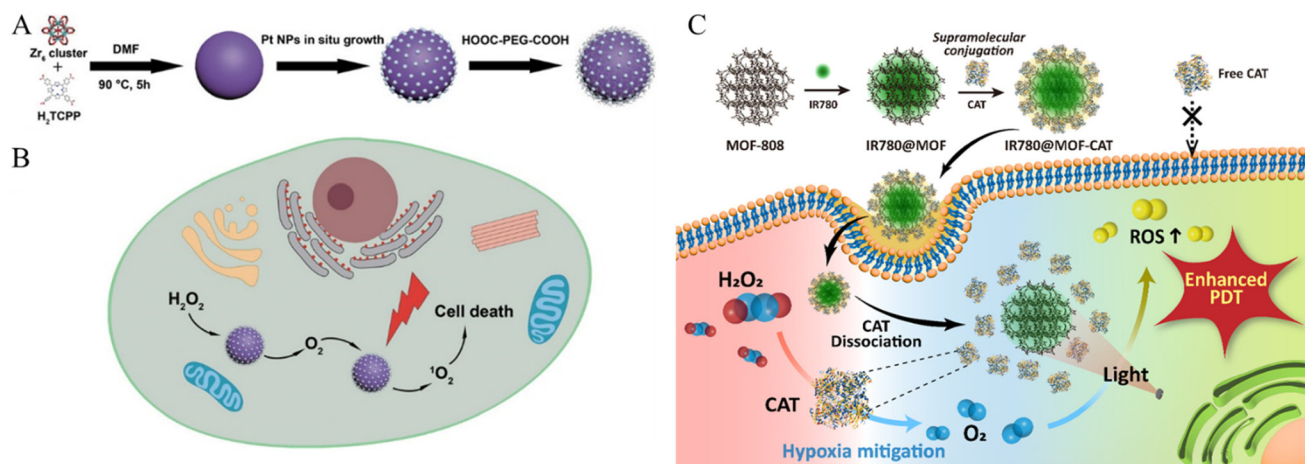 A
Zr6 cluster
+
H2TCPP
DMF
90 °C, 5h
Pt NPs in situ growth
HOOC-PEG-COOH
B
H2O2
O2
1O2
Cell death
C
MOF-808
IR780
IR780@MOF
Supramolecular
conjugation
CAT
IR780@MOF-CAT
Free CAT
H2O2
CAT
Dissociation
CAT
Hypoxia mitigation
O2
Light
ROS ↑
Enhanced
PDT